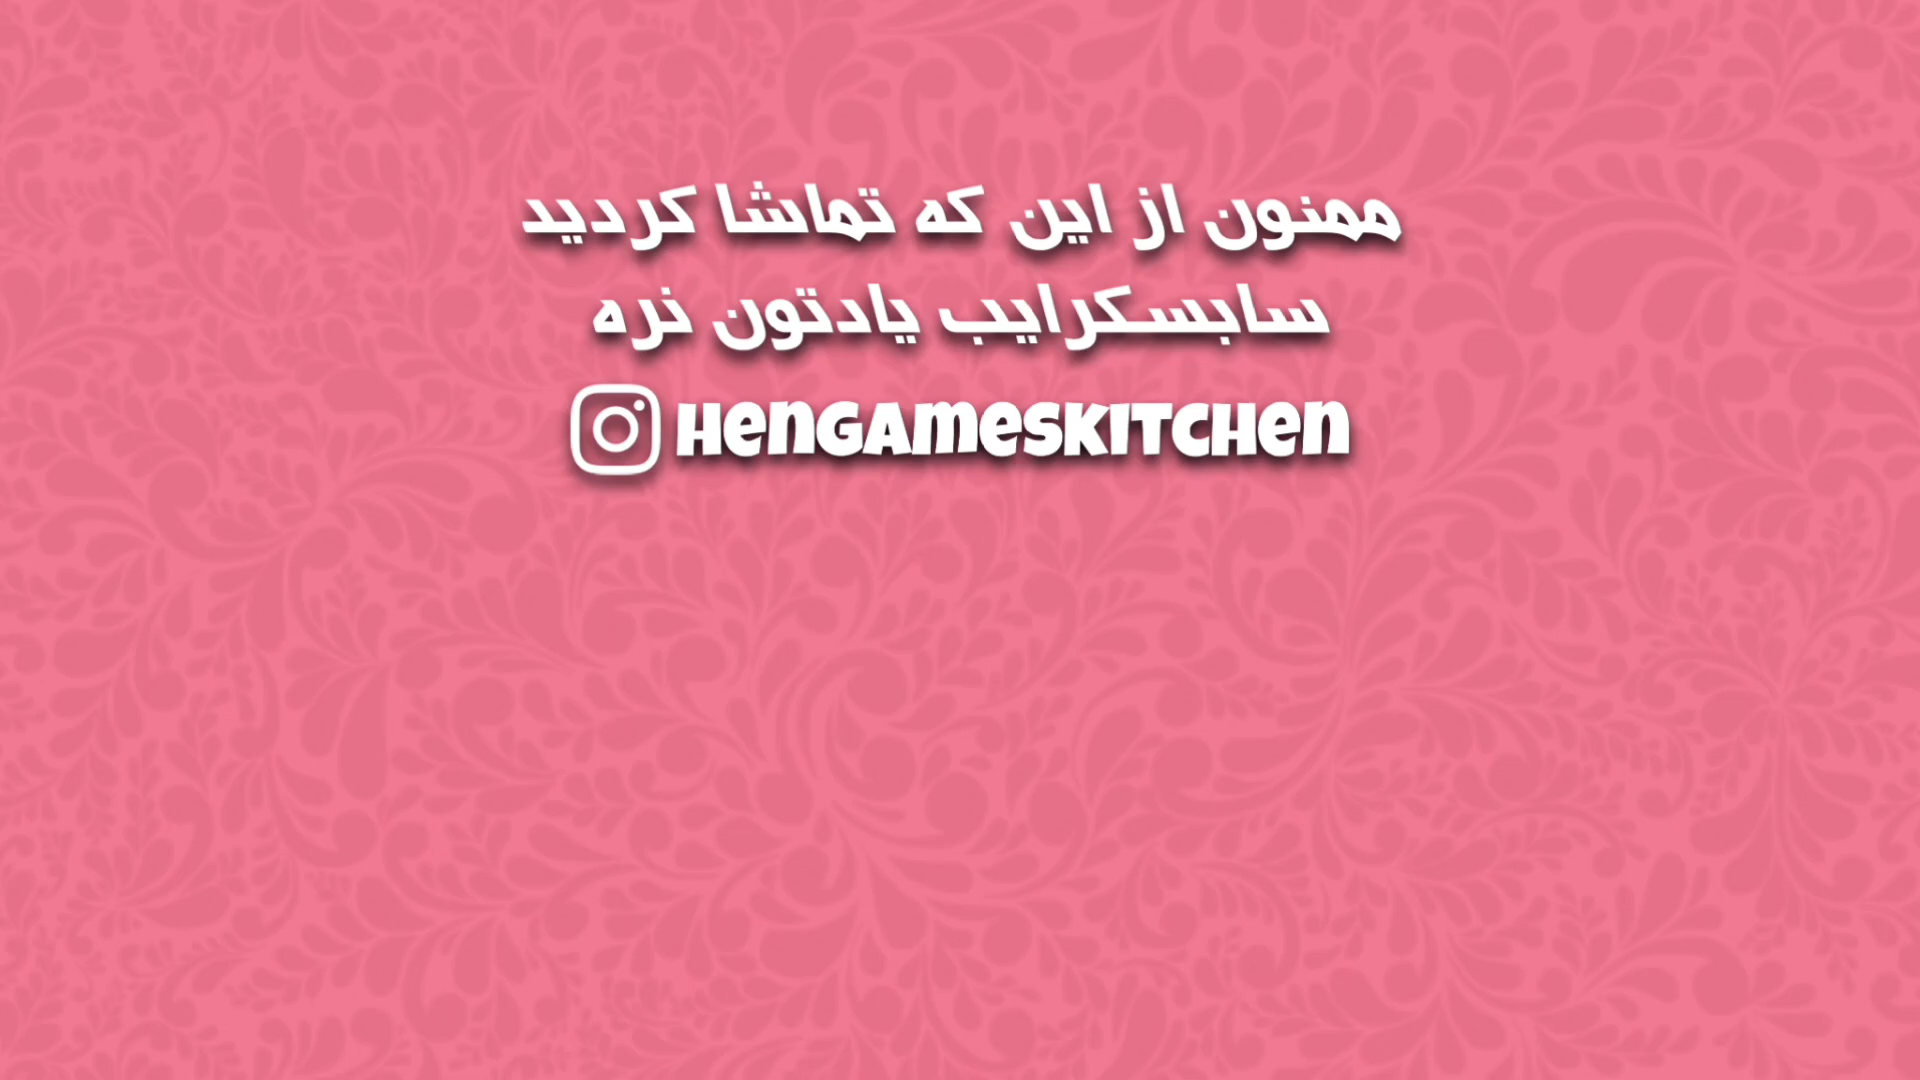 ممنون از این که تماشا کردید
سابسکرایب یادتون نره
HENGAMESKITCHEN